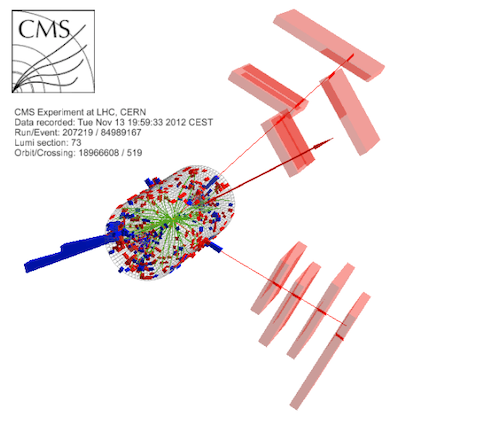 CMS
CMS Experiment at LHC, CERN
Data recorded: Tue Nov 13 19:59:33 2012 CEST
Run/Event: 207219 / 84989167
Lumi section: 73
Orbit/Crossing: 18966608 / 519